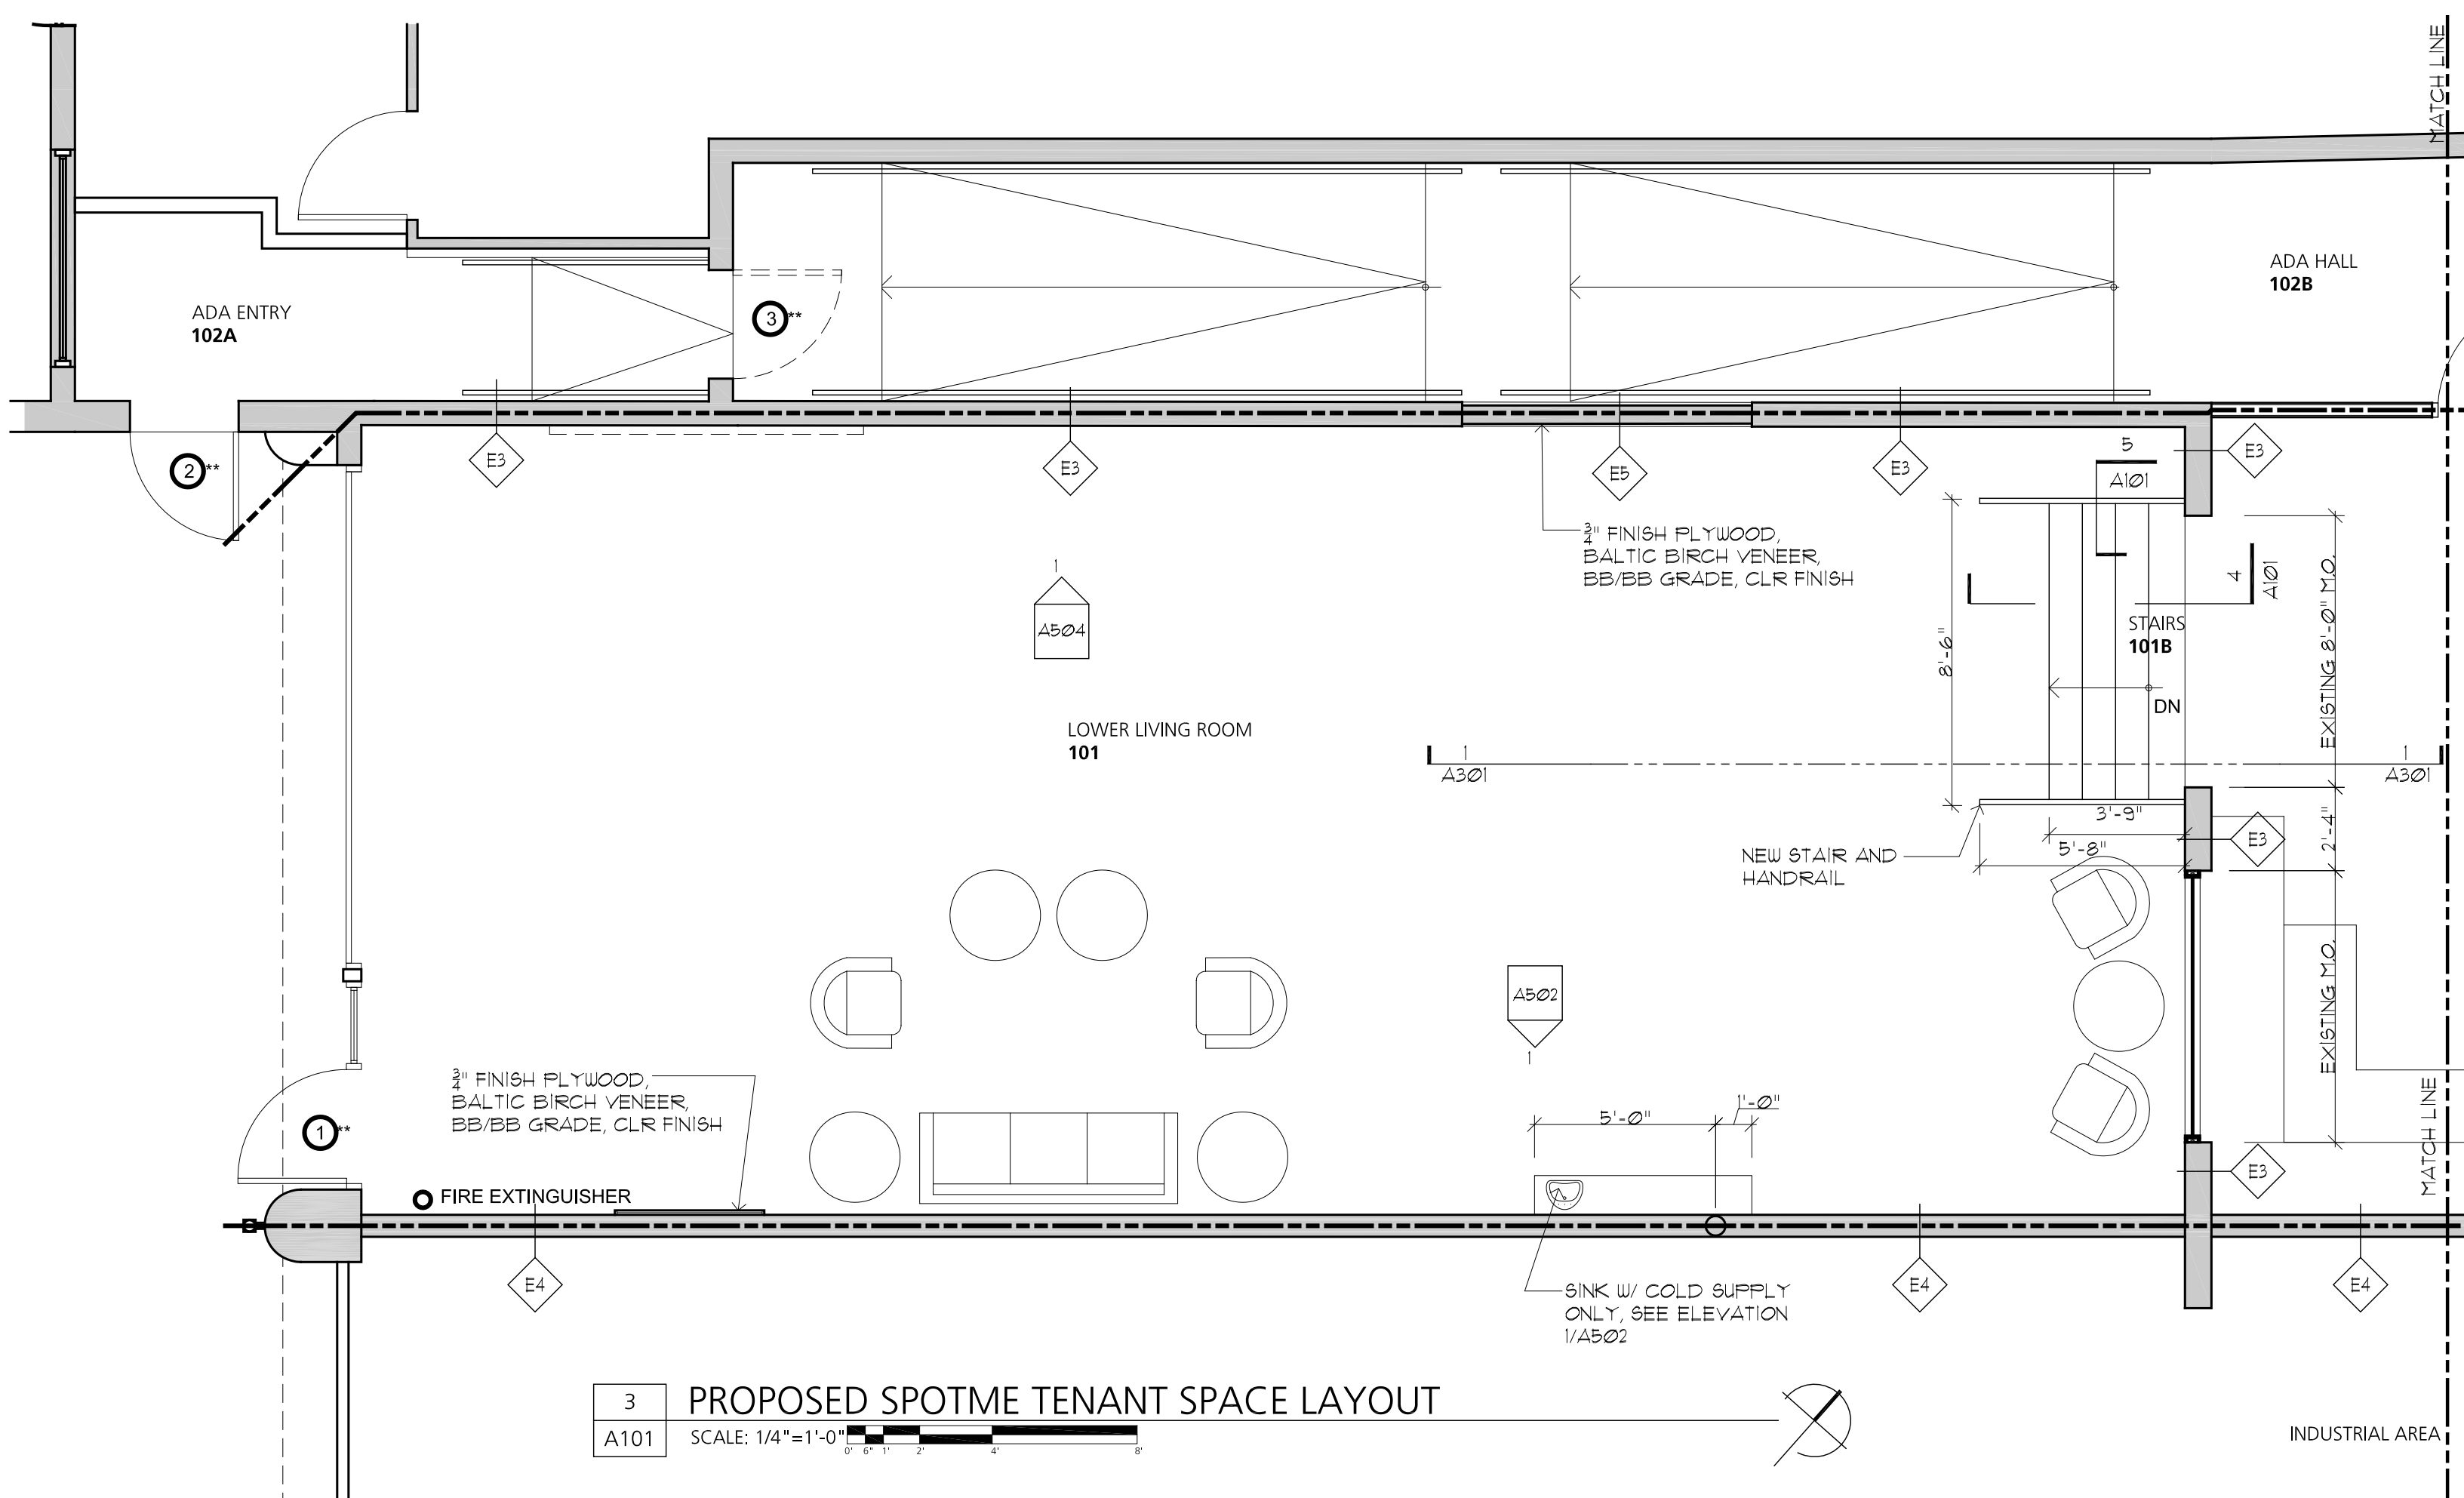 MATCH LINE
ADA ENTRY
102A
3**
ADA HALL
102B
2**
E3
E3
E5
E3
E3
5
A101
3/4" FINISH PLYWOOD,
BALTIC BIRCH VENEER,
BB/BB GRADE, CLR FINISH
1
A504
4
A101
8'-6"
STAIRS
101B
DN
EXISTING 8'-0" M.O.
LOWER LIVING ROOM
101
1
A301
1
A301
3'-9"
5'-8"
2'-4"
E3
NEW STAIR AND
HANDRAIL
EXISTING M.O.
A502
1
3/4" FINISH PLYWOOD,
BALTIC BIRCH VENEER,
BB/BB GRADE, CLR FINISH
1**
5'-0"
1'-0"
MATCH LINE
E3
FIRE EXTINGUISHER
E4
E4
E4
SINK W/ COLD SUPPLY
ONLY, SEE ELEVATION
1/A502
3
A101
PROPOSED SPOTME TENANT SPACE LAYOUT
SCALE: 1/4"=1'-0"
0' 6" 1' 2' 4' 8'
INDUSTRIAL AREA